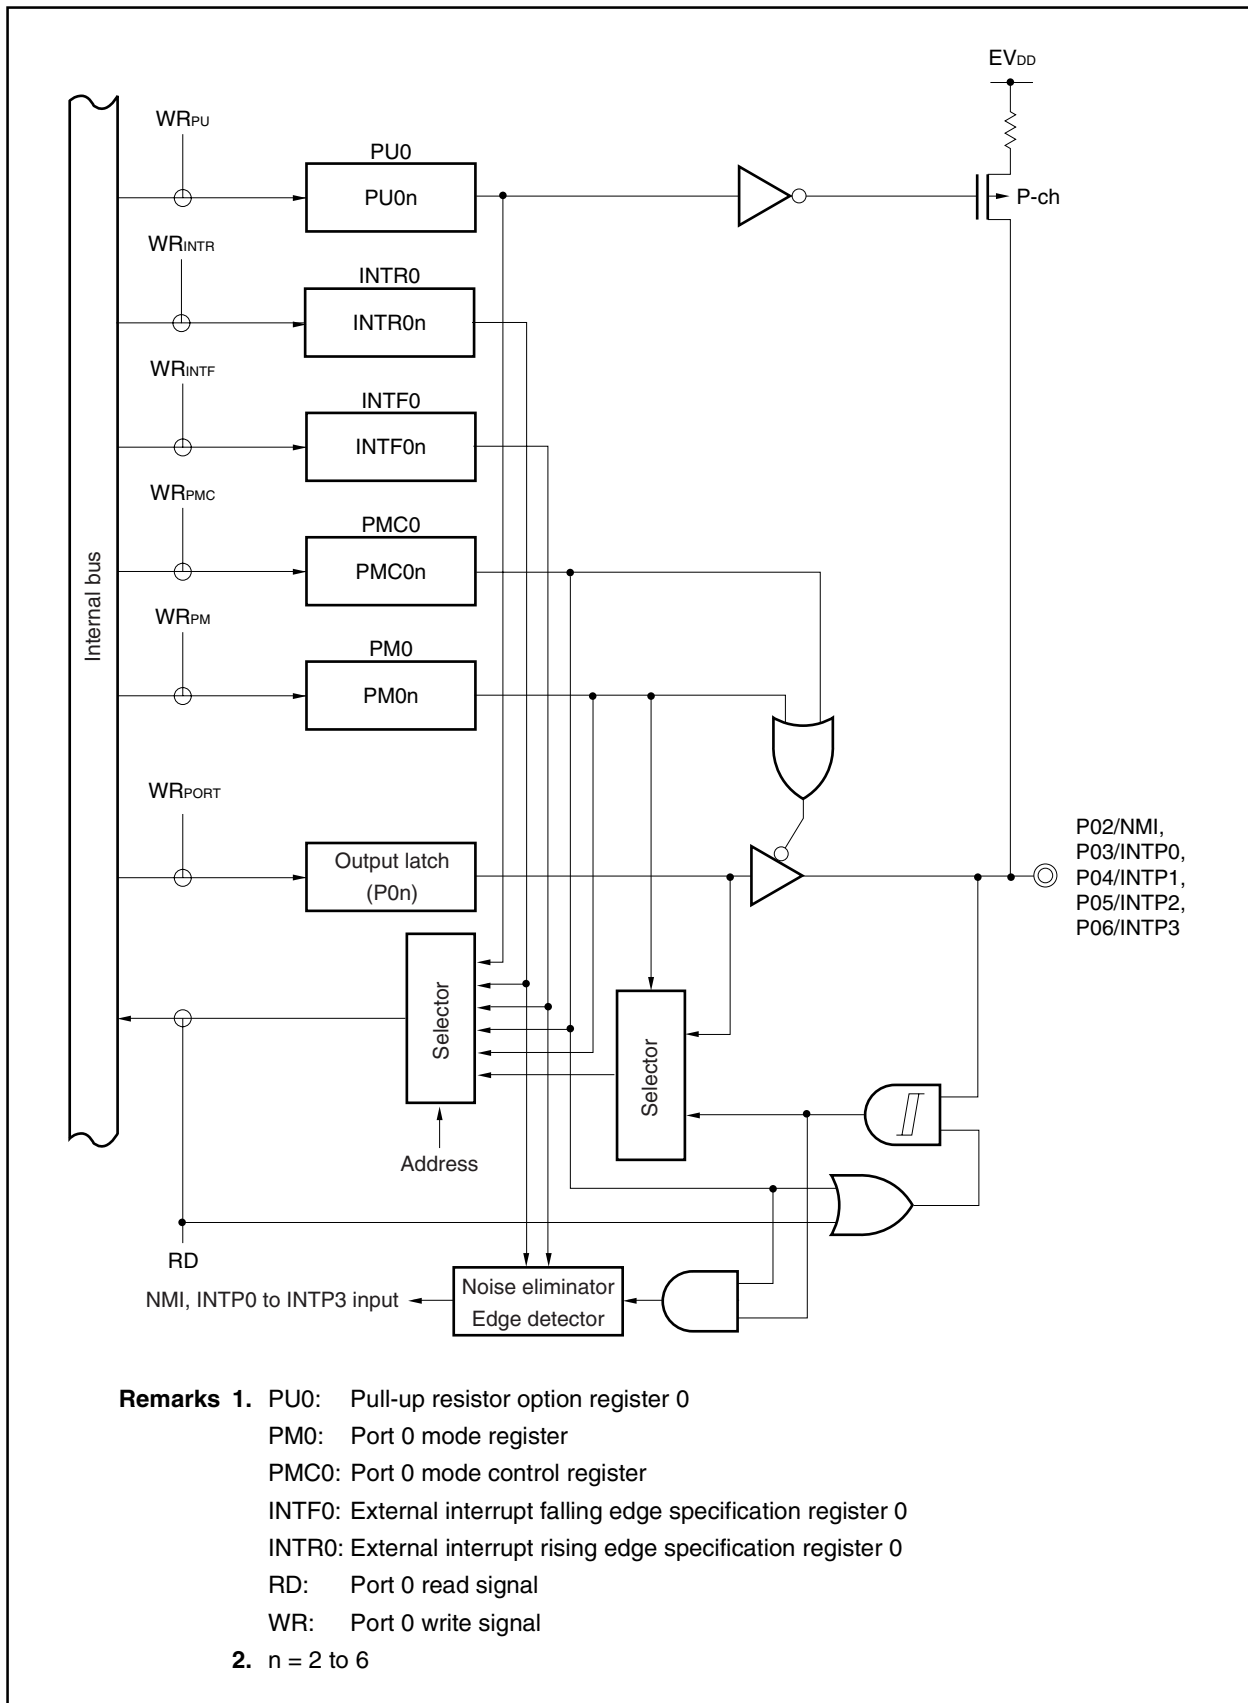 EVDD
WRPU
PU0
PU0n
P-ch
WRINTR
INTR0
INTR0n
WRINTF
INTF0
INTF0n
WRPMC
PMC0
PMC0n
Internal bus
WRPM
PM0
PM0n
WRPORT
Output latch
(P0n)
P02/NMI,
P03/INTP0,
P04/INTP1,
P05/INTP2,
P06/INTP3
Selector
Selector
Address
RD
NMI, INTP0 to INTP3 input
Noise eliminator
Edge detector
Remarks 1. PU0: Pull-up resistor option register 0
PM0: Port 0 mode register
PMC0: Port 0 mode control register
INTF0: External interrupt falling edge specification register 0
INTR0: External interrupt rising edge specification register 0
RD: Port 0 read signal
WR: Port 0 write signal
2. n = 2 to 6